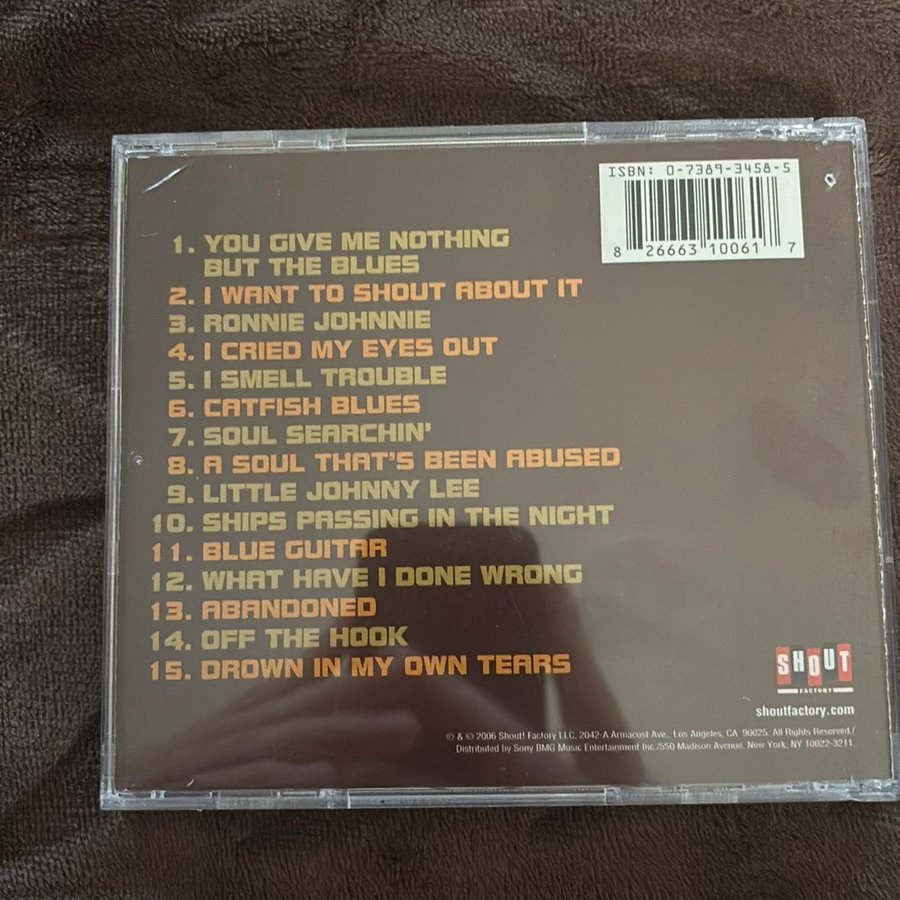 ISBN: 0-7389-3458-5
8 26663 10061 7
1. YOU GIVE ME NOTHING
BUT THE BLUES
2. I WANT TO SHOUT ABOUT IT
3. RONNIE JOHNNIE
4. I CRIED MY EYES OUT
5. I SMELL TROUBLE
6. CATFISH BLUES
7. SOUL SEARCHIN'
8. A SOUL THAT'S BEEN ABUSED
9. LITTLE JOHNNY LEE
10. SHIPS PASSING IN THE NIGHT
11. BLUE GUITAR
12. WHAT HAVE I DONE WRONG
13. ABANDONED
14. OFF THE HOOK
15. DROWN IN MY OWN TEARS
SHOUT
FACTORY
shoutfactory.com
℗ & © 2006 Shout! Factory LLC, 2042-A Armacost Ave., Los Angeles, CA 90025. All Rights Reserved./
Distributed by Sony BMG Music Entertainment Inc./550 Madison Avenue. New York, NY 10022-3211.